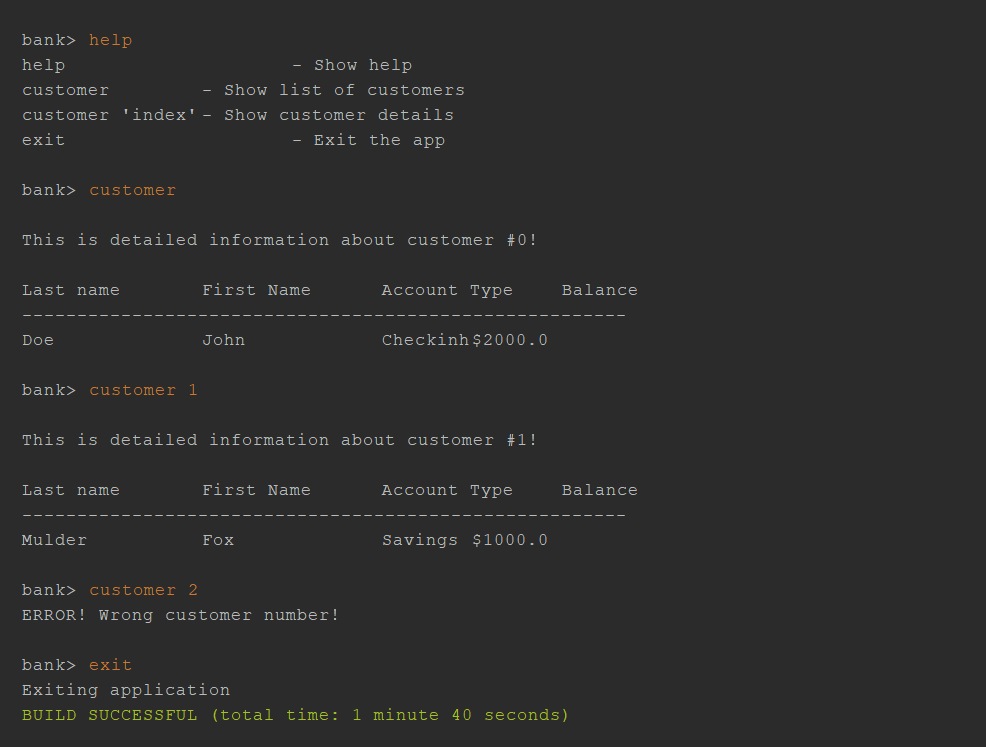 bank> help
help - Show help
customer - Show list of customers
customer 'index' - Show customer details
exit - Exit the app
bank> customer
This is detailed information about customer #0!
Last name First Name Account Type Balance
-------------------------------------------------------
Doe John Checkinh $2000.0
bank> customer 1
This is detailed information about customer #1!
Last name First Name Account Type Balance
-------------------------------------------------------
Mulder Fox Savings $1000.0
bank> customer 2
ERROR! Wrong customer number!
bank> exit
Exiting application
BUILD SUCCESSFUL (total time: 1 minute 40 seconds)